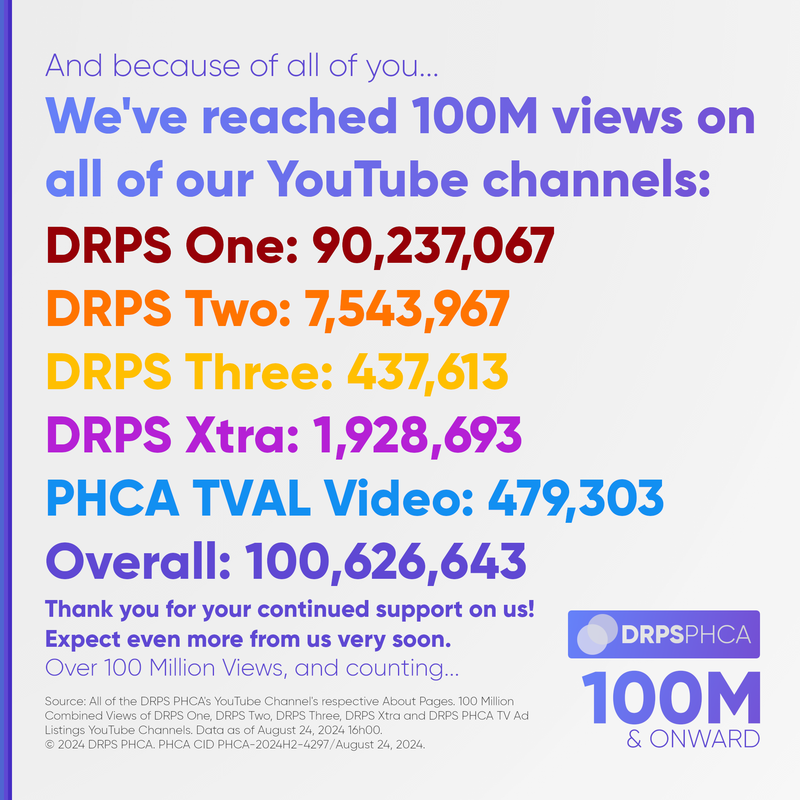 And because of all of you...
We've reached 100M views on
all of our YouTube channels:
DRPS One: 90,237,067
DRPS Two: 7,543,967
DRPS Three: 437,613
DRPS Xtra: 1,928,693
PHCA TVAL Video: 479,303
Overall: 100,626,643
Thank you for your continued support on us!
Expect even more from us very soon.
Over 100 Million Views, and counting...
Source: All of the DRPS PHCA's YouTube Channel's respective About Pages. 100 Million
Combined Views of DRPS One, DRPS Two, DRPS Three, DRPS Xtra and DRPS PHCA TV Ad
Listings YouTube Channels. Data as of August 24, 2024 16h00.
© 2024 DRPS PHCA. PHCA CID PHCA-2024H2-4297/August 24, 2024.
DRPSPHCA
100M
& ONWARD